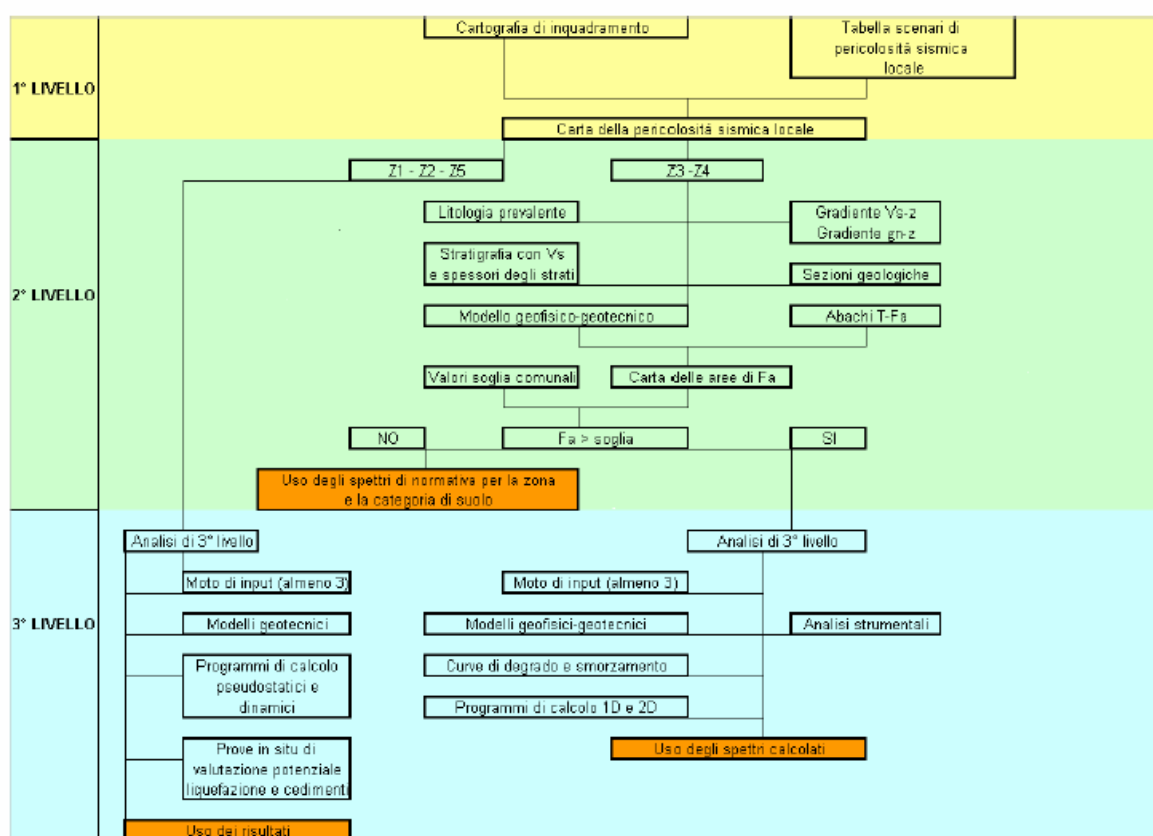 Cartografia di inquadramento
Tabella scenari di
pericolosità sismica
locale
1° LIVELLO
Carta della pericolosità sismica locale
Z1 - Z2 - Z5
Z3 -Z4
Litologia prevalente
Gradiente Vs-z
Gradiente gn-z
Stratigrafia con Vs
e spessori degli strati
Sezioni geologiche
2° LIVELLO
Modello geofisico-geotecnico
Abachi T-Fa
Valori soglia comunali
Carta delle aree di Fa
NO
Fa > soglia
SI
Uso degli spettri di normativa per la zona
e la categoria di suolo
Analisi di 3° livello
Analisi di 3° livello
Moto di input (almeno 3)
Moto di input (almeno 3)
3° LIVELLO
Modelli geotecnici
Modelli geofisici-geotecnici
Analisi strumentali
Programmi di calcolo
pseudostatici e
dinamici
Curve di degrado e smorzamento
Programmi di calcolo 1D e 2D
Prove in situ di
valutazione potenziale
liquefazione e cedimenti
Uso degli spettri calcolati
Uso dei risultati